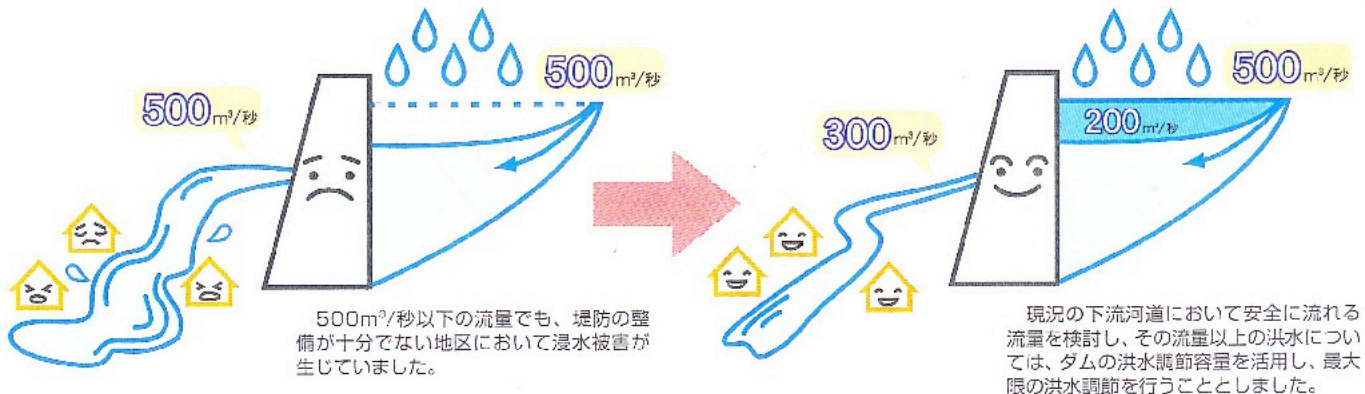 500m³/秒
500m³/秒
500m³/秒以下の流量でも、堤防の整
備が十分でない地区において浸水被害が
生じていました。
500m³/秒
200m³/秒
300m³/秒
現況の下流河道において安全に流れる
流量を検討し、その流量以上の洪水につい
ては、ダムの洪水調節容量を活用し、最大
限の洪水調節を行うこととしました。